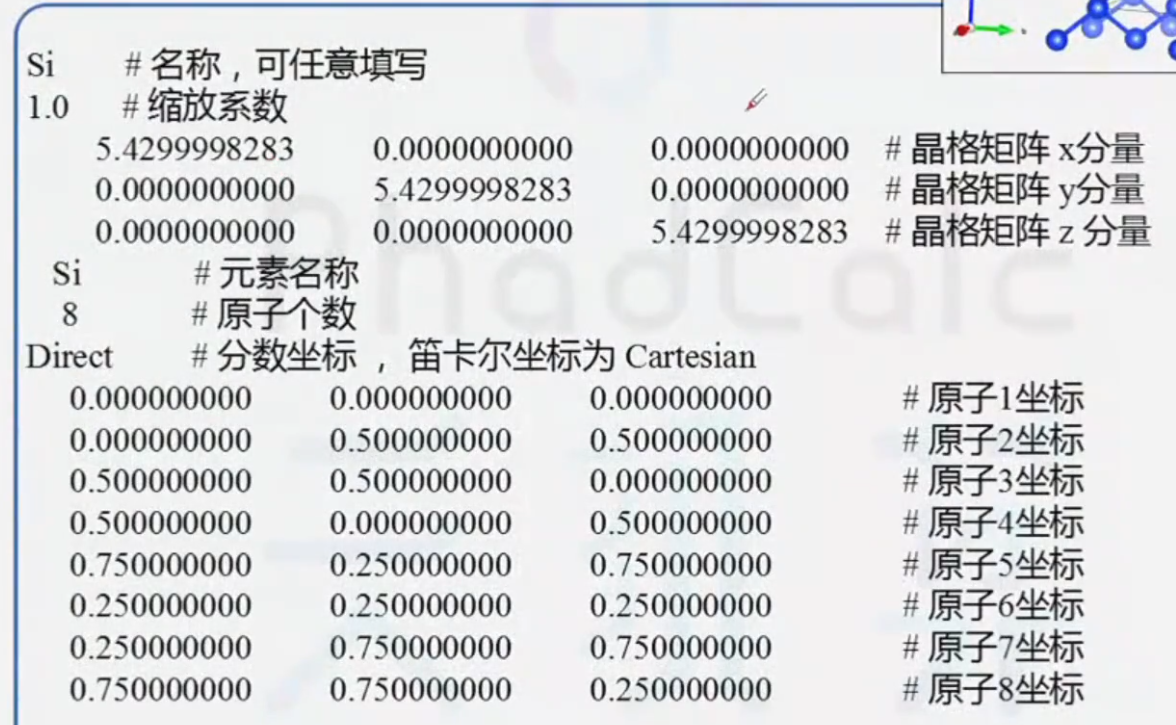 Si # 名称，可任意填写
1.0 # 缩放系数
5.4299998283 0.0000000000 0.0000000000 # 晶格矩阵 x分量
0.0000000000 5.4299998283 0.0000000000 # 晶格矩阵 y分量
0.0000000000 0.0000000000 5.4299998283 # 晶格矩阵 z 分量
Si # 元素名称
8 # 原子个数
Direct # 分数坐标 ， 笛卡尔坐标为 Cartesian
0.000000000 0.000000000 0.000000000 # 原子1坐标
0.000000000 0.500000000 0.500000000 # 原子2坐标
0.500000000 0.500000000 0.000000000 # 原子3坐标
0.500000000 0.000000000 0.500000000 # 原子4坐标
0.750000000 0.250000000 0.750000000 # 原子5坐标
0.250000000 0.250000000 0.250000000 # 原子6坐标
0.250000000 0.750000000 0.750000000 # 原子7坐标
0.750000000 0.750000000 0.250000000 # 原子8坐标